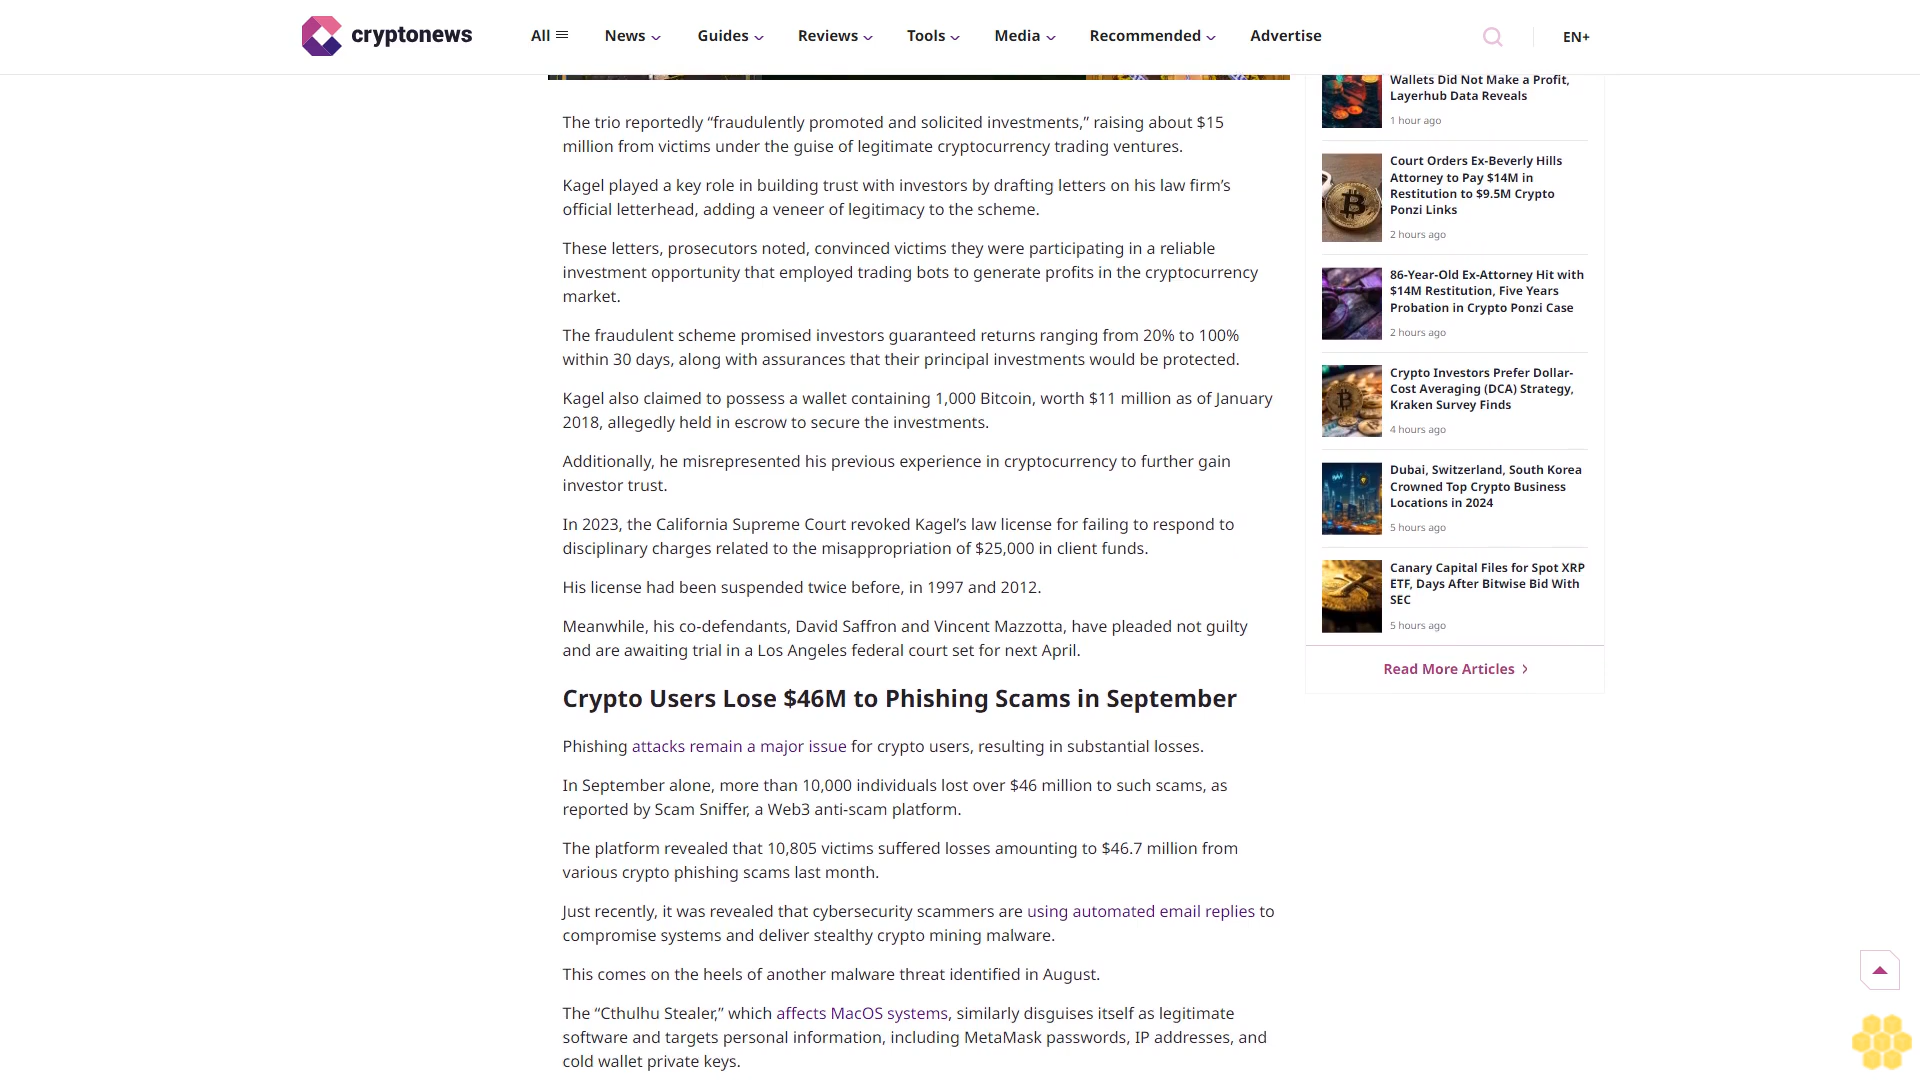 cryptonews
All
News
Guides
Reviews
Tools
Media
Recommended
Advertise
EN+
The trio reportedly “fraudulently promoted and solicited investments,” raising about $15
million from victims under the guise of legitimate cryptocurrency trading ventures.
Kagel played a key role in building trust with investors by drafting letters on his law firm’s
official letterhead, adding a veneer of legitimacy to the scheme.
These letters, prosecutors noted, convinced victims they were participating in a reliable
investment opportunity that employed trading bots to generate profits in the cryptocurrency
market.
The fraudulent scheme promised investors guaranteed returns ranging from 20% to 100%
within 30 days, along with assurances that their principal investments would be protected.
Kagel also claimed to possess a wallet containing 1,000 Bitcoin, worth $11 million as of January
2018, allegedly held in escrow to secure the investments.
Additionally, he misrepresented his previous experience in cryptocurrency to further gain
investor trust.
In 2023, the California Supreme Court revoked Kagel’s law license for failing to respond to
disciplinary charges related to the misappropriation of $25,000 in client funds.
His license had been suspended twice before, in 1997 and 2012.
Meanwhile, his co-defendants, David Saffron and Vincent Mazzotta, have pleaded not guilty
and are awaiting trial in a Los Angeles federal court set for next April.
Crypto Users Lose $46M to Phishing Scams in September
Phishing attacks remain a major issue for crypto users, resulting in substantial losses.
In September alone, more than 10,000 individuals lost over $46 million to such scams, as
reported by Scam Sniffer, a Web3 anti-scam platform.
The platform revealed that 10,805 victims suffered losses amounting to $46.7 million from
various crypto phishing scams last month.
Just recently, it was revealed that cybersecurity scammers are using automated email replies to
compromise systems and deliver stealthy crypto mining malware.
This comes on the heels of another malware threat identified in August.
The “Cthulhu Stealer,” which affects MacOS systems, similarly disguises itself as legitimate
software and targets personal information, including MetaMask passwords, IP addresses, and
cold wallet private keys.
Wallets Did Not Make a Profit,
Layerhub Data Reveals
1 hour ago
Court Orders Ex-Beverly Hills
Attorney to Pay $14M in
Restitution to $9.5M Crypto
Ponzi Links
2 hours ago
86-Year-Old Ex-Attorney Hit with
$14M Restitution, Five Years
Probation in Crypto Ponzi Case
2 hours ago
Crypto Investors Prefer Dollar-
Cost Averaging (DCA) Strategy,
Kraken Survey Finds
4 hours ago
Dubai, Switzerland, South Korea
Crowned Top Crypto Business
Locations in 2024
5 hours ago
Canary Capital Files for Spot XRP
ETF, Days After Bitwise Bid With
SEC
5 hours ago
Read More Articles